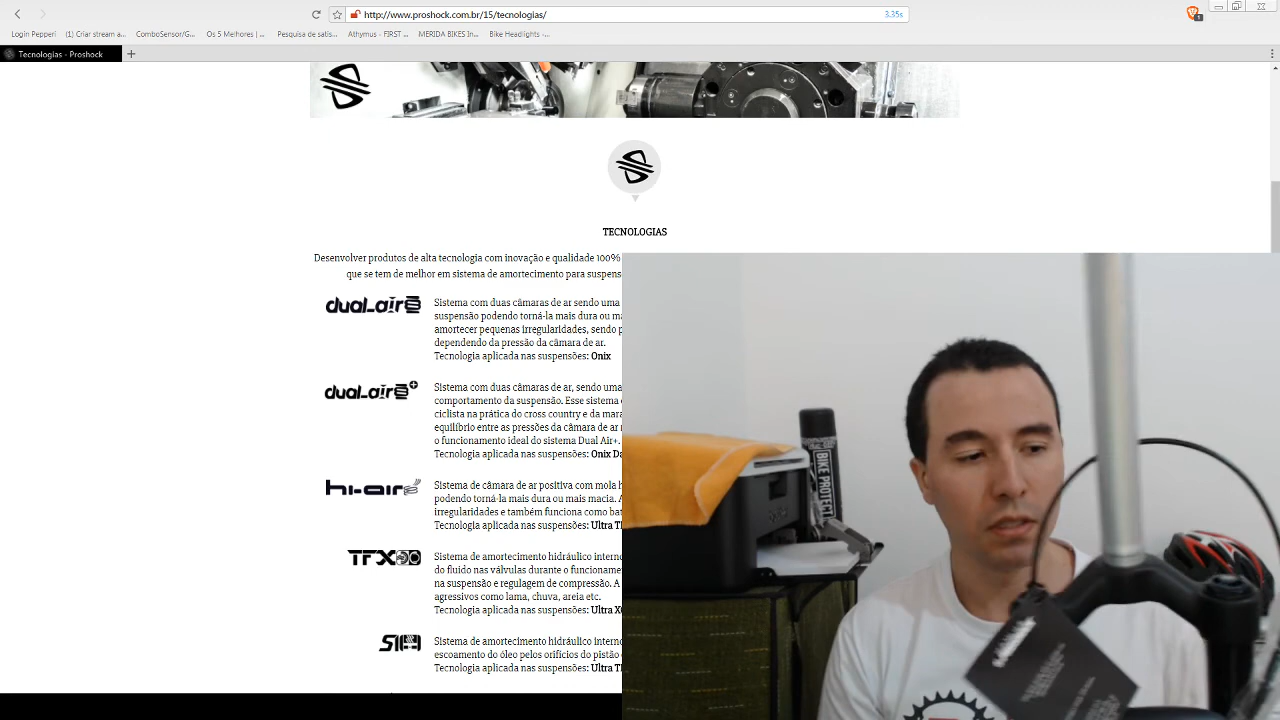 http://www.proshock.com.br/15/tecnologias/
3.35s
Login Pepperi
(1) Criar stream a...
ComboSensor/G...
Os 5 Melhores | ...
Pesquisa de satis...
Athymus - FIRST ...
MERIDA BIKES In...
Bike Headlights -...
Tecnologias - Proshock
TECNOLOGIAS
Desenvolver produtos de alta tecnologia com inovação e qualidade 100%
que se tem de melhor em sistema de amortecimento para suspens
dual_air
Sistema com duas câmaras de ar sendo uma
suspensão podendo torná-la mais dura ou ma
amortecer pequenas irregularidades, sendo p
dependendo da pressão da câmara de ar.
Tecnologia aplicada nas suspensões: Onix
dual_air+
Sistema com duas câmaras de ar, sendo uma
comportamento da suspensão. Esse sistema
ciclista na prática do cross country e da mara
equilíbrio entre as pressões da câmara de ar
o funcionamento ideal do sistema Dual Air+.
Tecnologia aplicada nas suspensões: Onix Da
hi-air
Sistema de câmara de ar positiva com mola h
podendo torná-la mais dura ou mais macia. A
irregularidades e também funciona como bat
Tecnologia aplicada nas suspensões: Ultra T
TFX
Sistema de amortecimento hidráulico interno
do fluido nas válvulas durante o funcionamen
na suspensão e regulagem de compressão. A
agressivos como lama, chuva, areia etc.
Tecnologia aplicada nas suspensões: Ultra X
Sistema de amortecimento hidráulico interno
escoamento do óleo pelos orifícios do pistão
Tecnologia aplicada nas suspensões: Ultra T
BIKE PROTECT